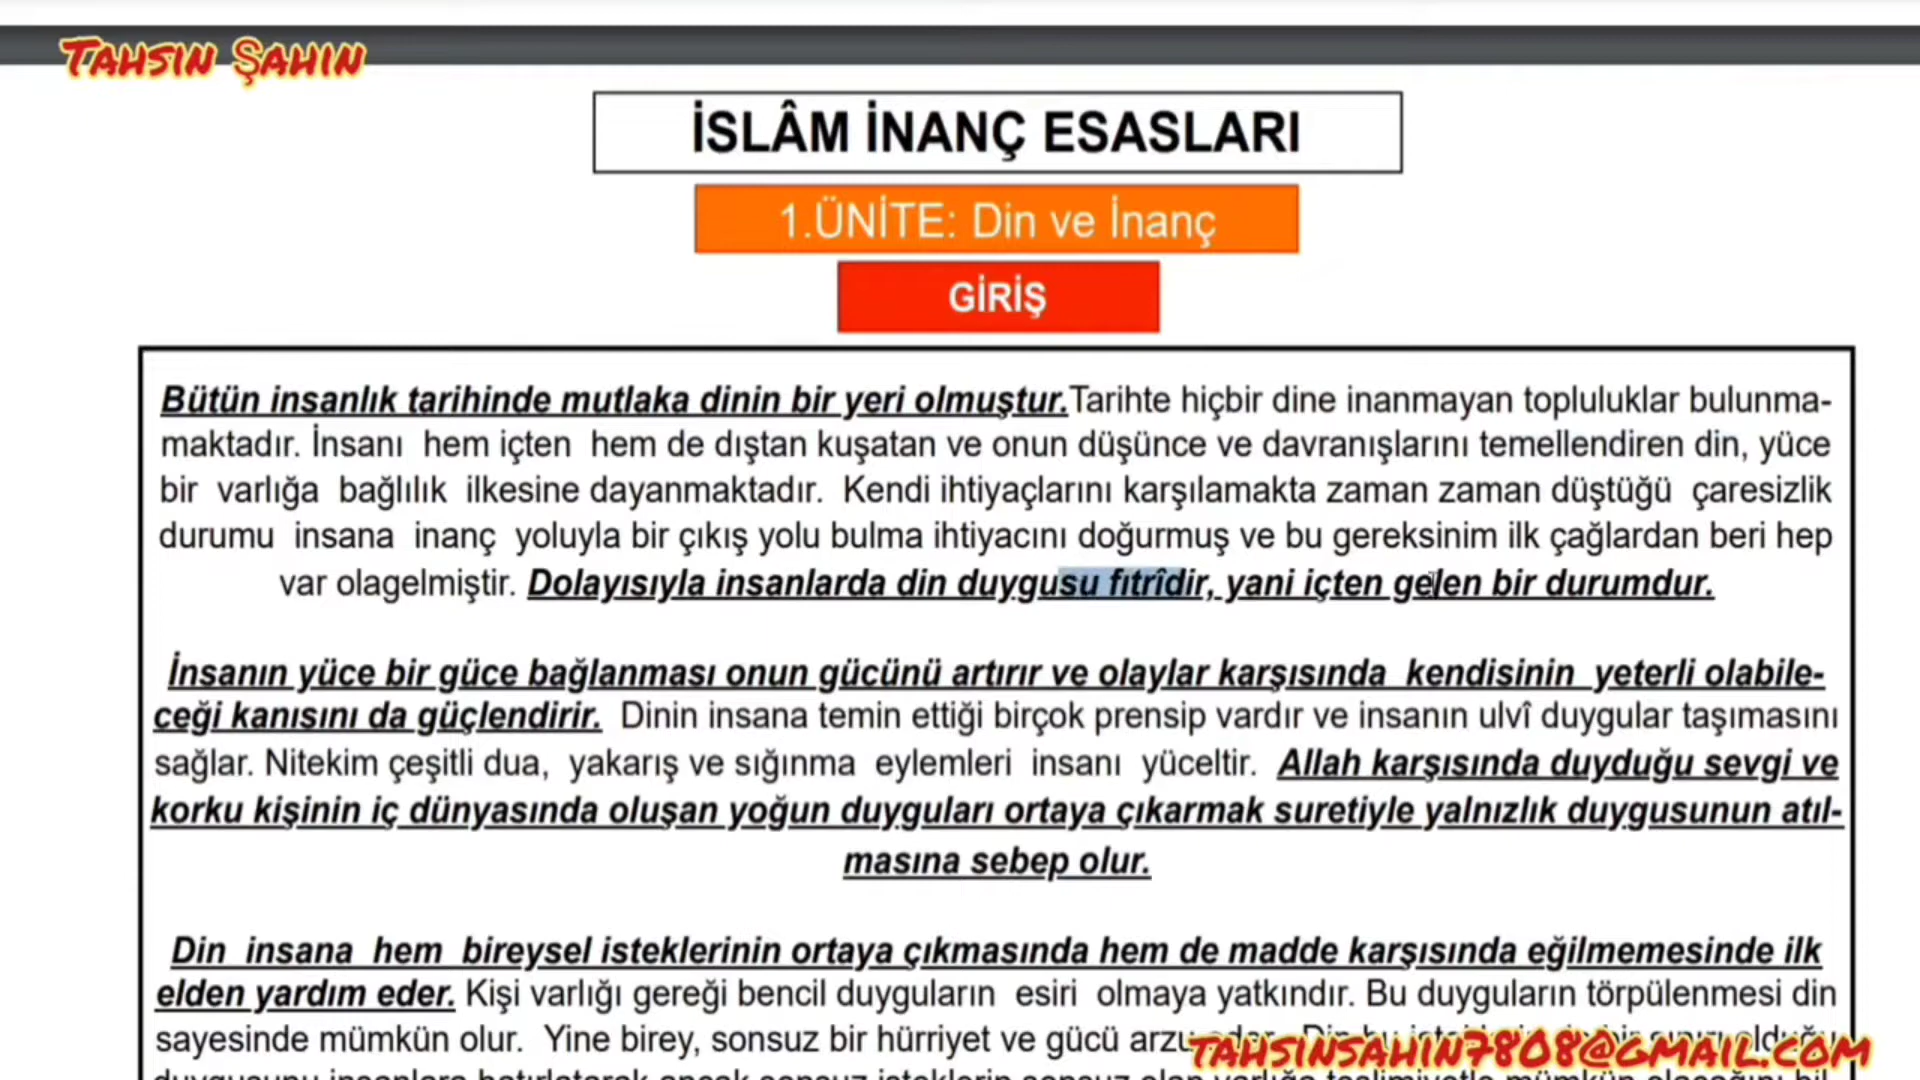 TAHSIN ŞAHIN
İSLÂM İNANÇ ESASLARI
1.ÜNİTE: Din ve İnanç
GİRİŞ
Bütün insanlık tarihinde mutlaka dinin bir yeri olmuştur.Tarihte hiçbir dine inanmayan topluluklar bulunma-
maktadır. İnsanı hem içten hem de dıştan kuşatan ve onun düşünce ve davranışlarını temellendiren din, yüce
bir varlığa bağlılık ilkesine dayanmaktadır. Kendi ihtiyaçlarını karşılamakta zaman zaman düştüğü çaresizlik
durumu insana inanç yoluyla bir çıkış yolu bulma ihtiyacını doğurmuş ve bu gereksinim ilk çağlardan beri hep
var olagelmiştir. Dolayısıyla insanlarda din duygusu fıtrîdir, yani içten gelen bir durumdur.
İnsanın yüce bir güce bağlanması onun gücünü artırır ve olaylar karşısında kendisinin yeterli olabile-
ceği kanısını da güçlendirir. Dinin insana temin ettiği birçok prensip vardır ve insanın ulvî duygular taşımasını
sağlar. Nitekim çeşitli dua, yakarış ve sığınma eylemleri insanı yüceltir. Allah karşısında duyduğu sevgi ve
korku kişinin iç dünyasında oluşan yoğun duyguları ortaya çıkarmak suretiyle yalnızlık duygusunun atıl-
masına sebep olur.
Din insana hem bireysel isteklerinin ortaya çıkmasında hem de madde karşısında eğilmemesinde ilk
elden yardım eder. Kişi varlığı gereği bencil duyguların esiri olmaya yatkındır. Bu duyguların törpülenmesi din
sayesinde mümkün olur. Yine birey, sonsuz bir hürriyet ve gücü
TAHSINSAHIN7808@GMAIL.COM